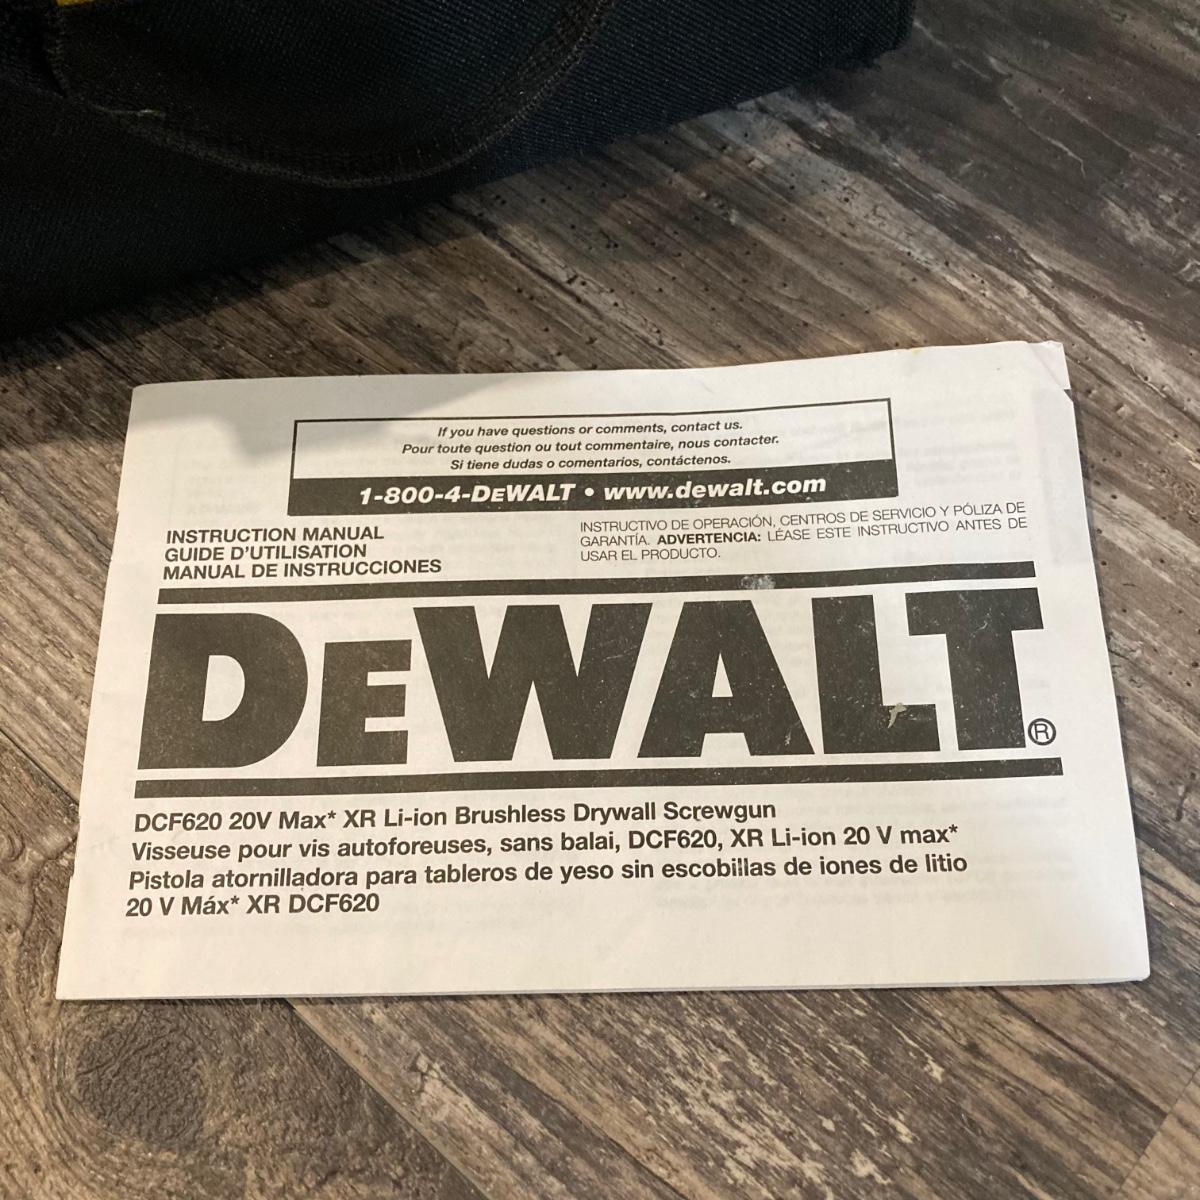 If you have questions or comments, contact us.
Pour toute question ou tout commentaire, nous contacter.
Si tiene dudas o comentarios, contáctenos.
1-800-4-DEWALT • www.dewalt.com
INSTRUCTION MANUAL
GUIDE D'UTILISATION
MANUAL DE INSTRUCCIONES
INSTRUCTIVO DE OPERACIÓN, CENTROS DE SERVICIO Y PÓLIZA DE
GARANTÍA. ADVERTENCIA: LÉASE ESTE INSTRUCTIVO ANTES DE
USAR EL PRODUCTO.
DEWALT®
DCF620 20V Max* XR Li-ion Brushless Drywall Screwgun
Visseuse pour vis autoforeuses, sans balai, DCF620, XR Li-ion 20 V max*
Pistola atornilladora para tableros de yeso sin escobillas de iones de litio
20 V Máx* XR DCF620